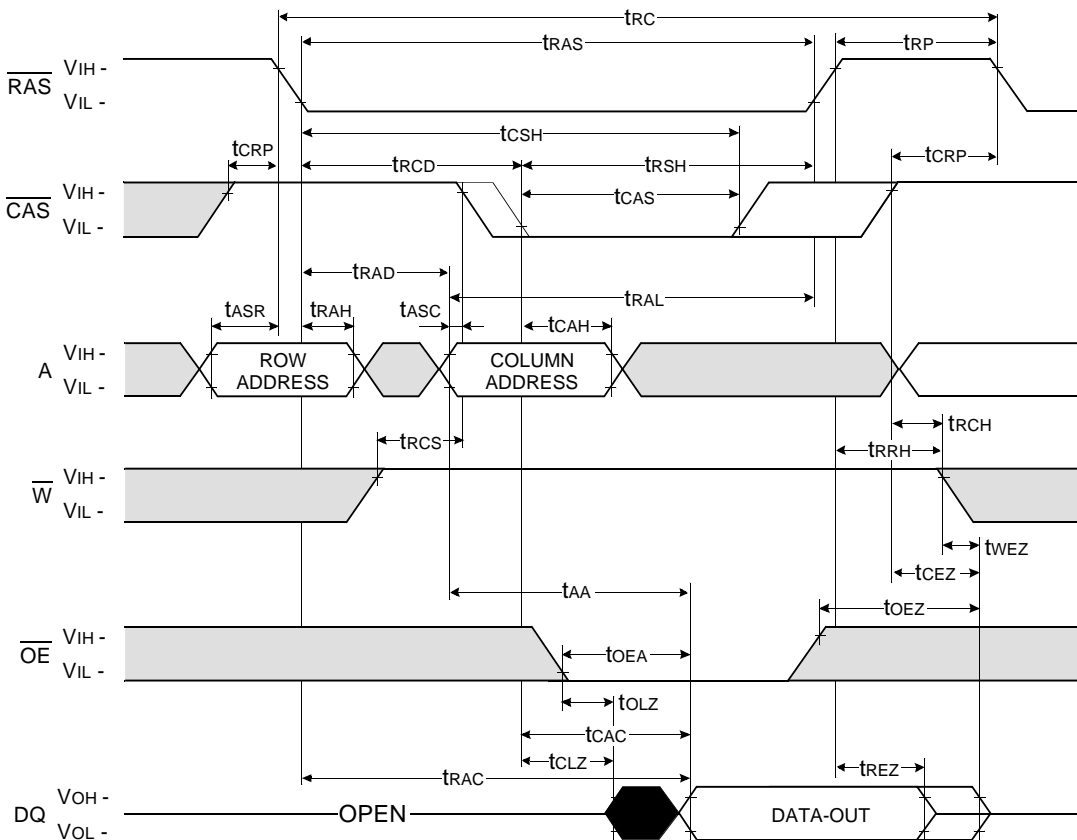 tRC
tRAS
tRP
RAS
VIH -
VIL -
tCSH
tCRP
tRCD
tRSH
tCRP
CAS
VIH -
VIL -
tCAS
tRAD
tRAL
tASR
tRAH
tASC
tCAH
A
VIH -
VIL -
ROW
ADDRESS
COLUMN
ADDRESS
tRCH
tRCS
tRRH
W
VIH -
VIL -
tWEZ
tCEZ
tAA
tOEZ
OE
VIH -
VIL -
tOEA
tOLZ
tCAC
tCLZ
tRAC
tREZ
DQ
VOH -
VOL -
OPEN
DATA-OUT